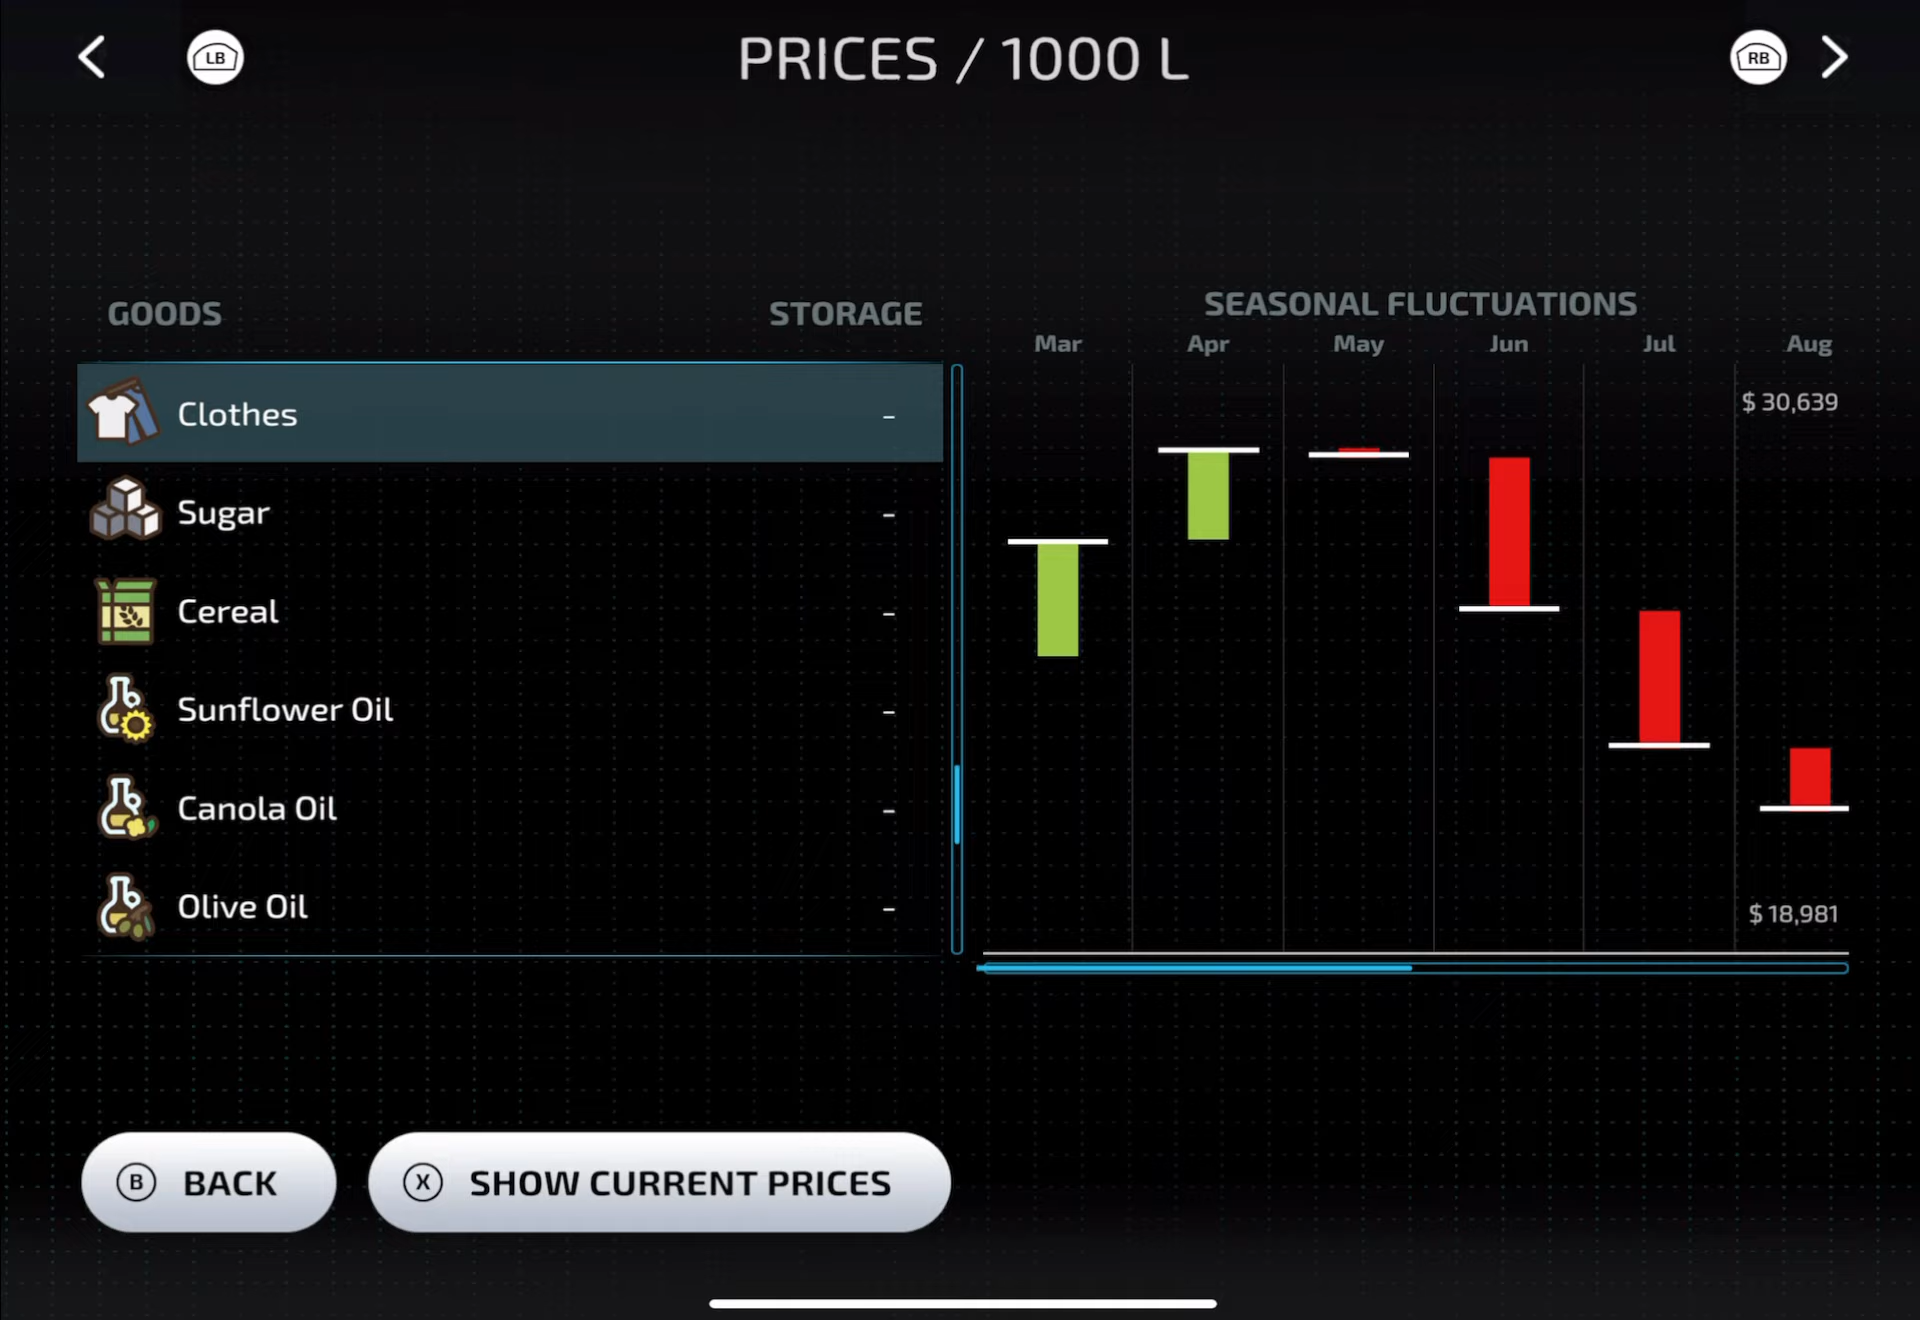 LB
PRICES / 1000 L
RB
GOODS
STORAGE
SEASONAL FLUCTUATIONS
Mar Apr May Jun Jul Aug
$ 30,639
Clothes -
Sugar -
Cereal -
Sunflower Oil -
Canola Oil -
Olive Oil -
$ 18,981
B BACK
X SHOW CURRENT PRICES